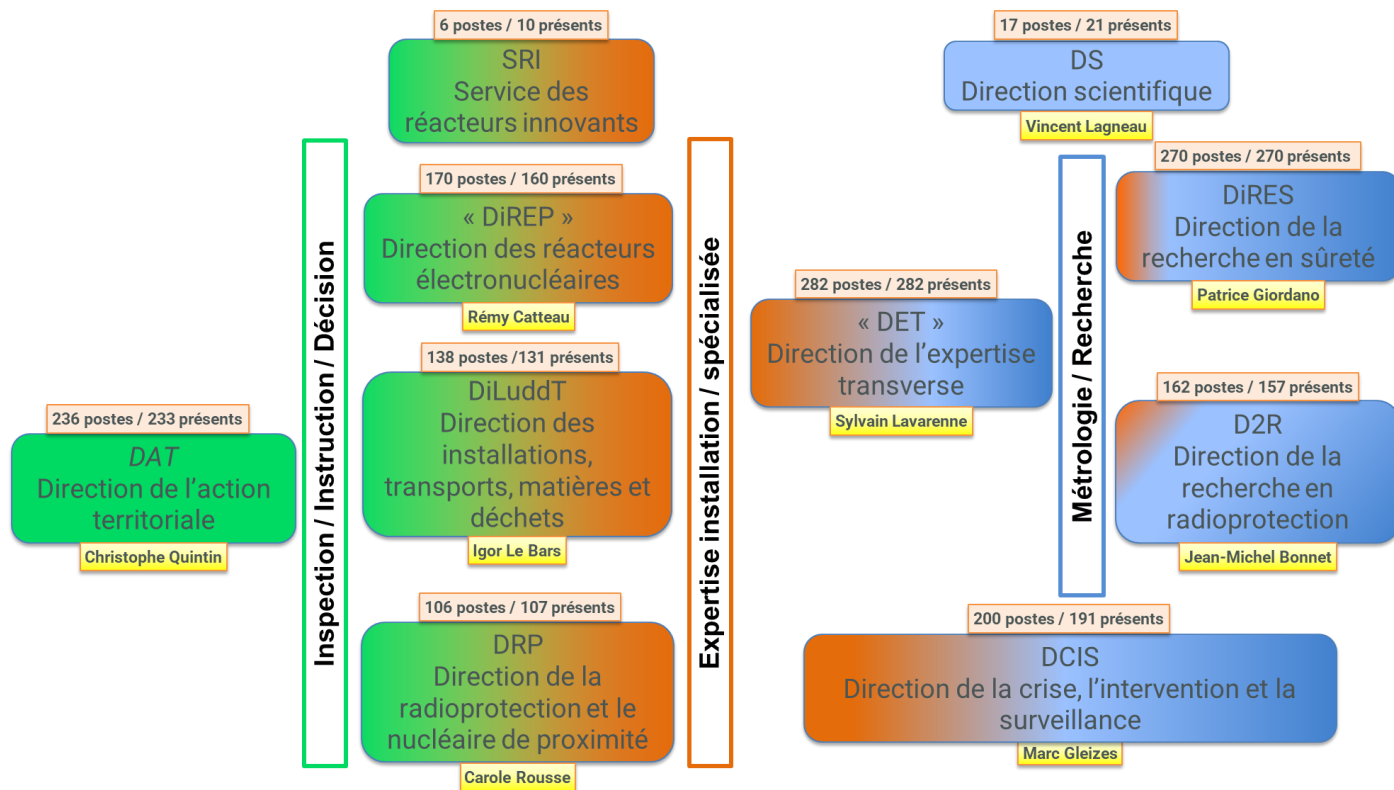 6 postes / 10 présents
SRI
Service des
réacteurs innovants
17 postes / 21 présents
DS
Direction scientifique
Vincent Lagneau
Inspection / Instruction / Décision
170 postes / 160 présents
« DiREP »
Direction des réacteurs
électronucléaires
Rémy Catteau
Expertise installation / spécialisée
Métrologie / Recherche
270 postes / 270 présents
DiRES
Direction de la
recherche en sûreté
Patrice Giordano
282 postes / 282 présents
« DET »
Direction de l’expertise
transverse
Sylvain Lavarenne
138 postes /131 présents
DiLuddT
Direction des
installations,
transports, matières et
déchets
Igor Le Bars
162 postes / 157 présents
D2R
Direction de la
recherche en
radioprotection
Jean-Michel Bonnet
236 postes / 233 présents
DAT
Direction de l’action
territoriale
Christophe Quintin
106 postes / 107 présents
DRP
Direction de la
radioprotection et le
nucléaire de proximité
Carole Rousse
200 postes / 191 présents
DCIS
Direction de la crise, l’intervention et la
surveillance
Marc Gleizes